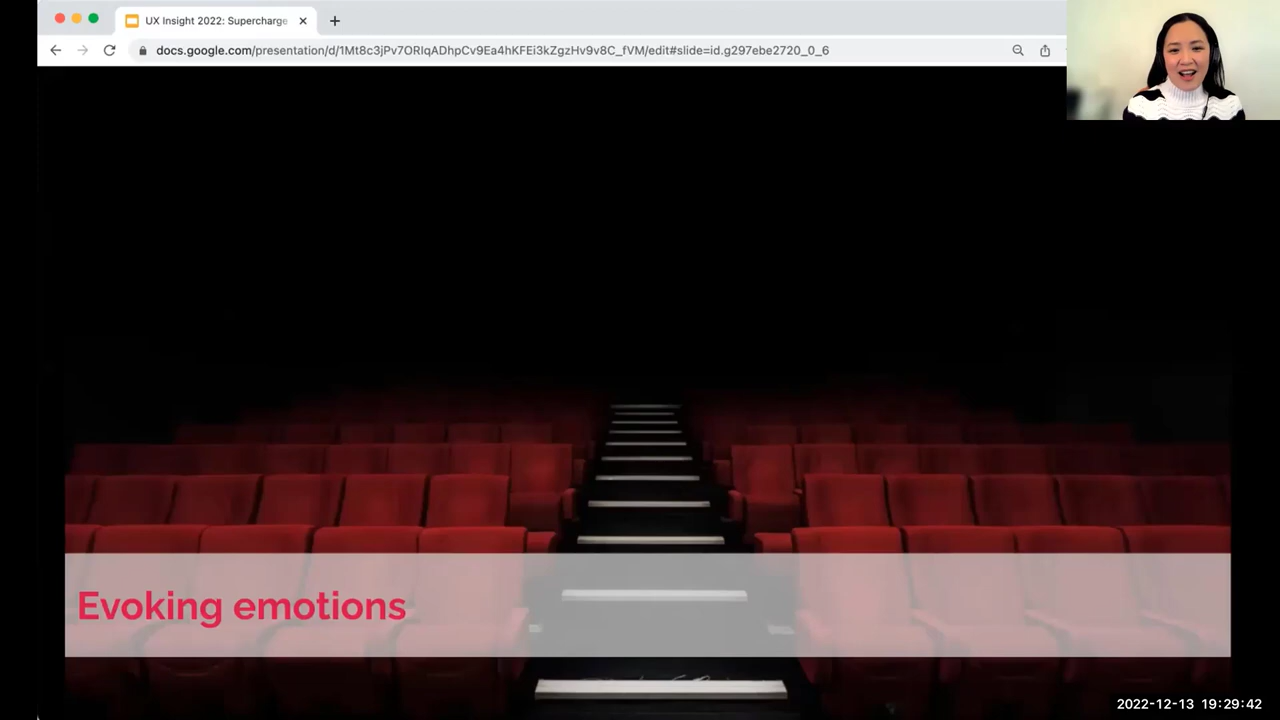 UX Insight 2022: Supercharge
docs.google.com/presentation/d/1Mt8c3jPv7ORlqADhpCv9Ea4hKFEi3kZgzHv9v8C_fVM/edit#slide=id.g297ebe2720_0_6
Evoking emotions
2022-12-13 19:29:42